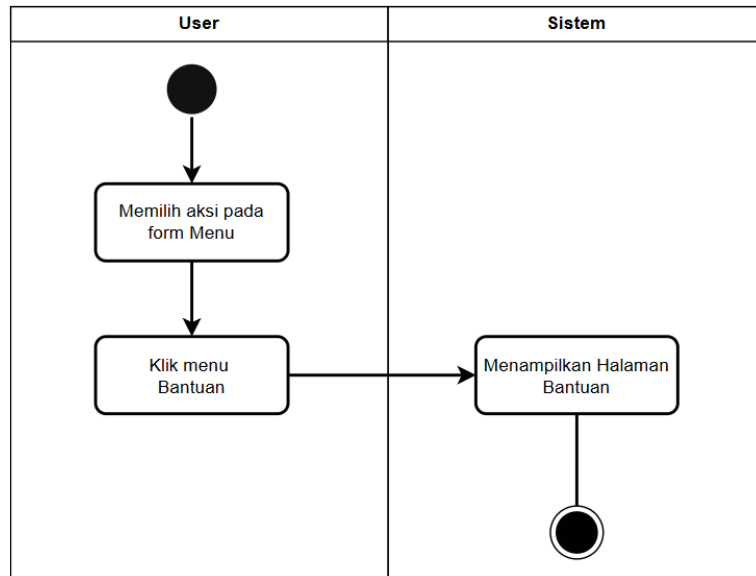 User
Sistem
Memilih aksi pada
form Menu
Klik menu
Bantuan
Menampilkan Halaman
Bantuan